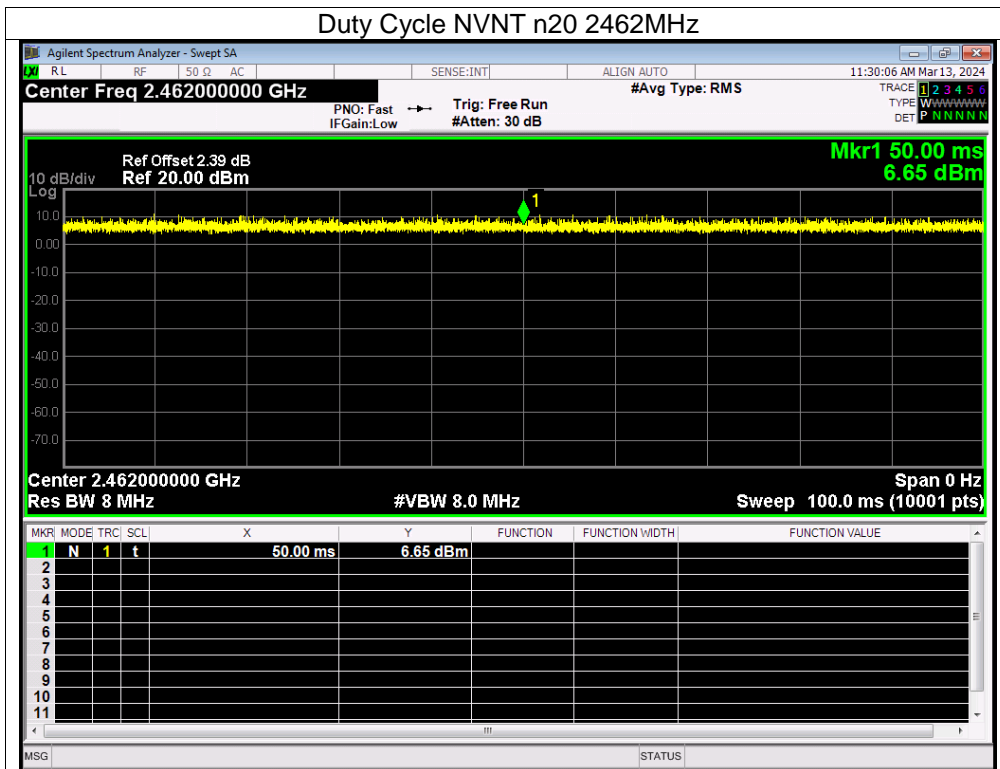 Duty Cycle NVNT n20 2462MHz
Agilent Spectrum Analyzer - Swept SA
LXI RL RF 50 Ω AC SENSE:INT ALIGN AUTO 11:30:06 AM Mar 13, 2024
Center Freq 2.462000000 GHz #Avg Type: RMS TRACE 1 2 3 4 5 6
PNO: Fast Trig: Free Run TYPE WWWWWW
IFGain:Low #Atten: 30 dB DET P N N N N N
Mkr1 50.00 ms
Ref Offset 2.39 dB
10 dB/div Ref 20.00 dBm 6.65 dBm
Log
1
10.0
0.00
-10.0
-20.0
-30.0
-40.0
-50.0
-60.0
-70.0
Center 2.462000000 GHz Span 0 Hz
Res BW 8 MHz #VBW 8.0 MHz Sweep 100.0 ms (10001 pts)
MKR MODE TRC SCL X Y FUNCTION FUNCTION WIDTH FUNCTION VALUE
1 N 1 t 50.00 ms 6.65 dBm
2
3
4
5
6
7
8
9
10
11
MSG STATUS